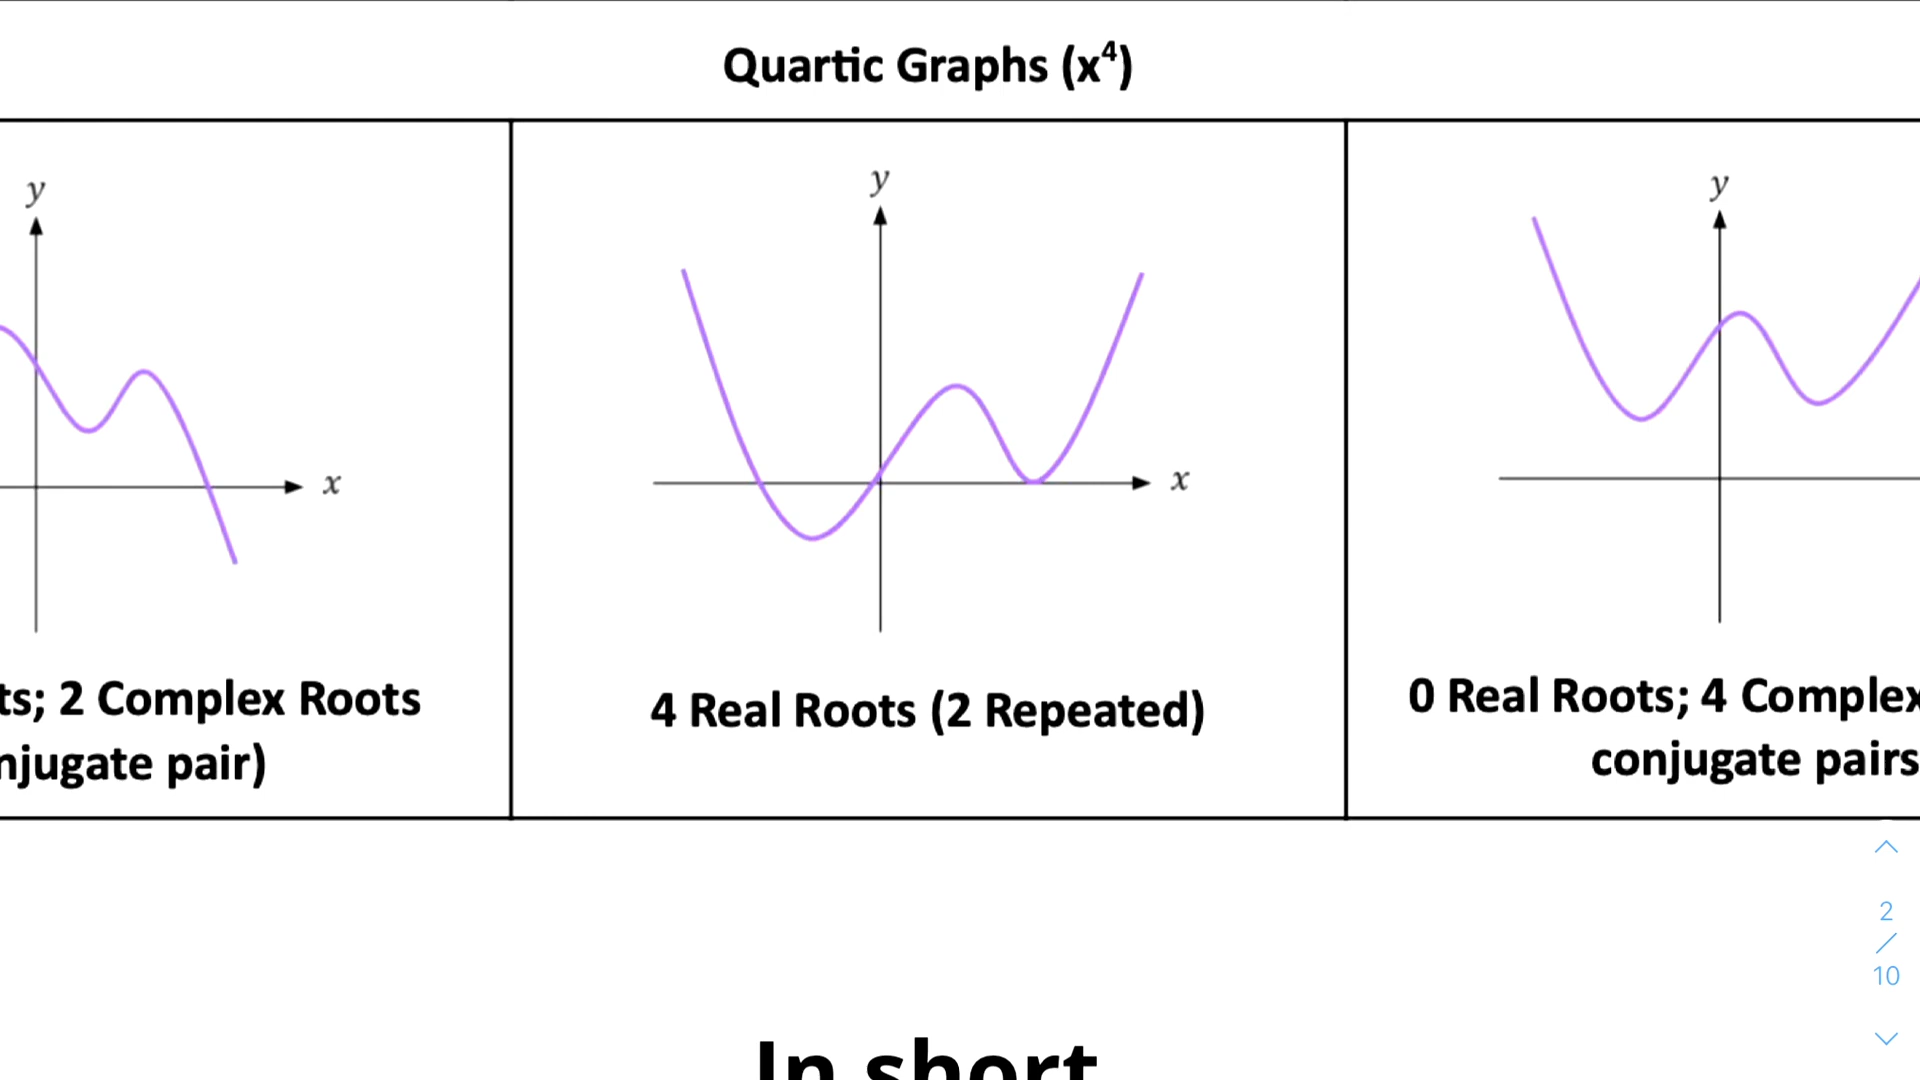 Quartic Graphs (x⁴)
y
x
ts; 2 Complex Roots
njugate pair)
y
x
4 Real Roots (2 Repeated)
y
0 Real Roots; 4 Complex
conjugate pairs
2
/
10
In short